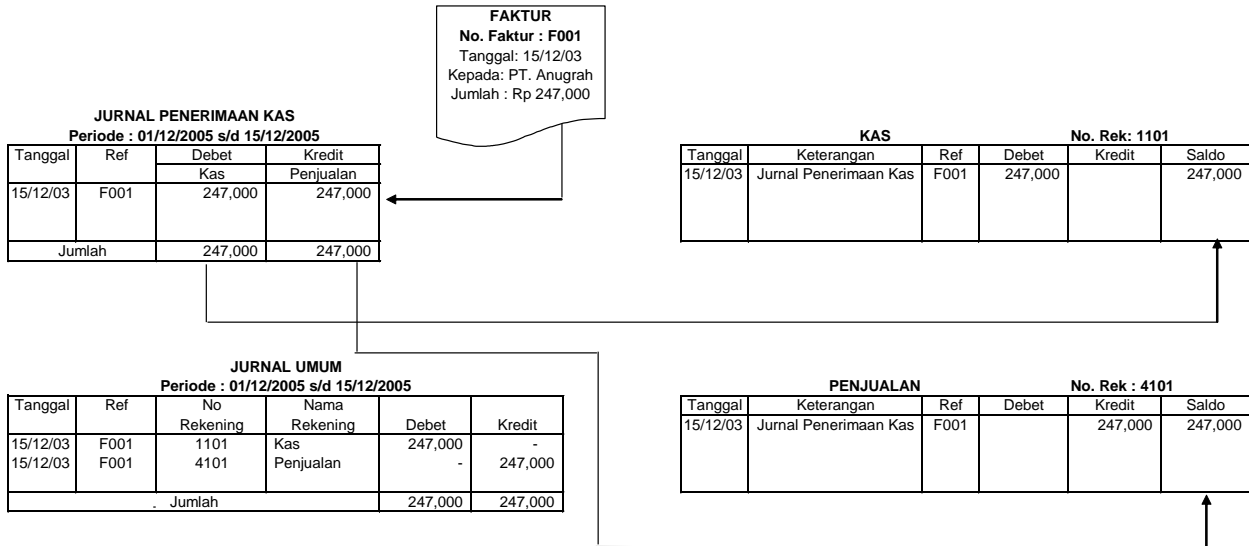 FAKTUR
No. Faktur : F001
Tanggal: 15/12/03
Kepada: PT. Anugrah
Jumlah : Rp 247,000
JURNAL PENERIMAAN KAS
Periode : 01/12/2005 s/d 15/12/2005
Tanggal Ref Debet Kredit
Kas Penjualan
15/12/03 F001 247,000 247,000
Jumlah 247,000 247,000
KAS No. Rek: 1101
Tanggal Keterangan Ref Debet Kredit Saldo
15/12/03 Jurnal Penerimaan Kas F001 247,000 247,000
JURNAL UMUM
Periode : 01/12/2005 s/d 15/12/2005
Tanggal Ref No Nama
Rekening Rekening Debet Kredit
15/12/03 F001 1101 Kas 247,000 -
15/12/03 F001 4101 Penjualan - 247,000
. Jumlah 247,000 247,000
PENJUALAN No. Rek : 4101
Tanggal Keterangan Ref Debet Kredit Saldo
15/12/03 Jurnal Penerimaan Kas F001 247,000 247,000